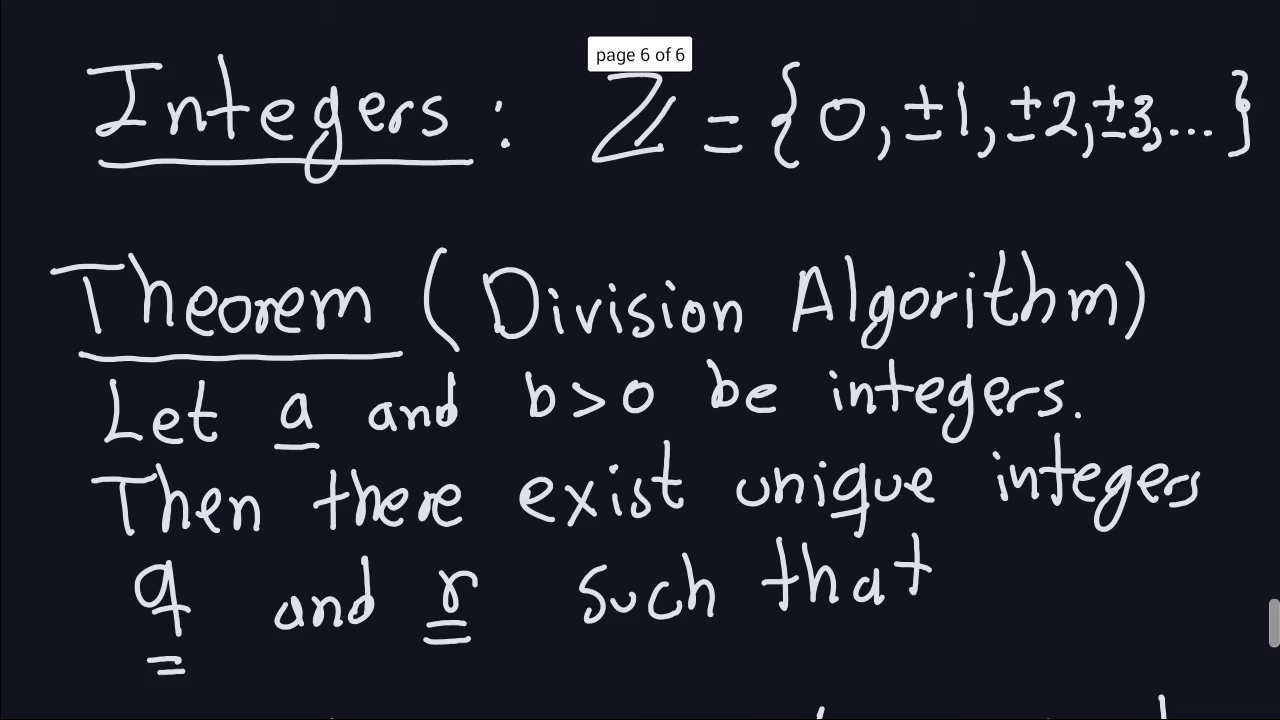 page 6 of 6
Integers : ℤ = {0, ±1, ±2, ±3, ... }
Theorem (Division Algorithm)
Let a and b > 0 be integers.
Then there exist unique integers
q and r such that